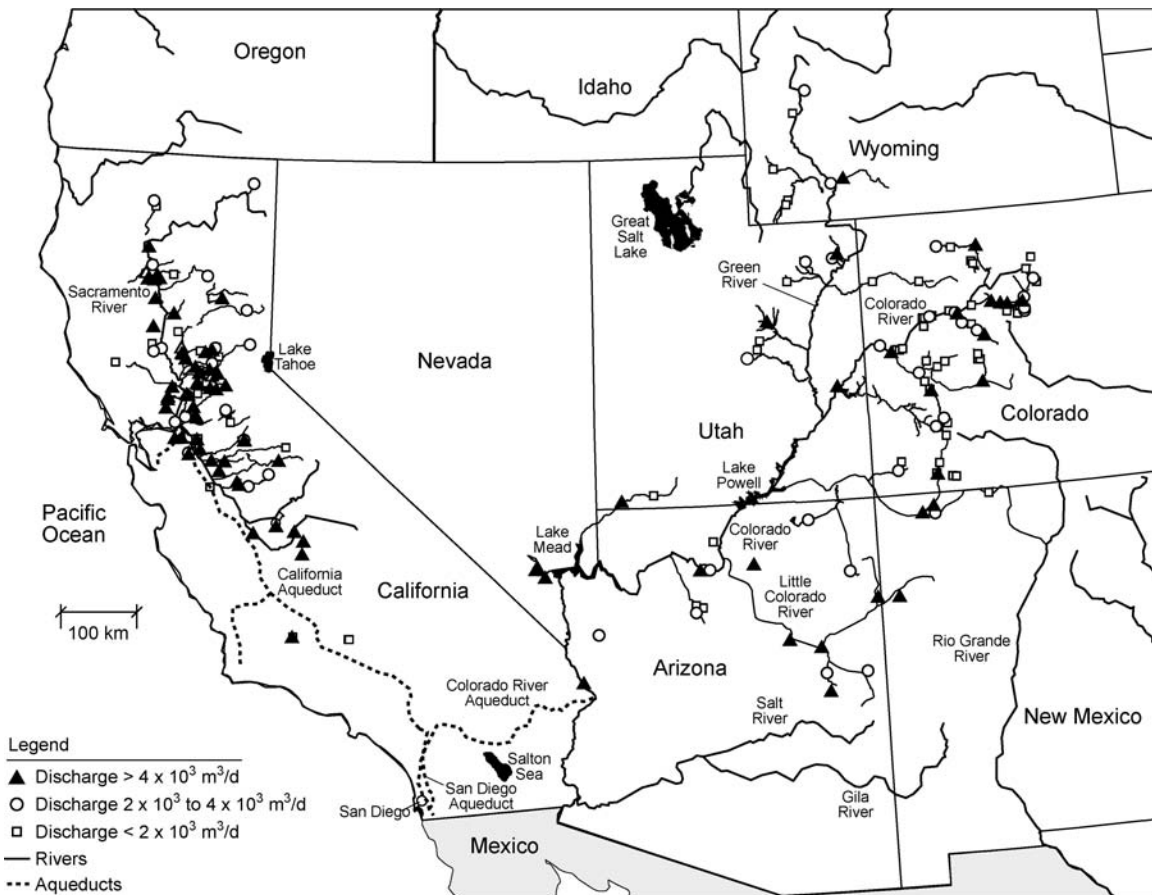 Oregon
Idaho
Wyoming
Great
Salt
Lake
Green
River
Sacramento
River
Colorado
River
Lake
Tahoe
Nevada
Utah
Colorado
Lake
Powell
Pacific
Ocean
Lake
Mead
Colorado
River
California
Aqueduct
California
Little
Colorado
River
100 km
Rio Grande
River
Arizona
Colorado River
Aqueduct
Salt
River
New Mexico
Legend
Discharge > 4 x 10³ m³/d
Discharge 2 x 10³ to 4 x 10³ m³/d
Discharge < 2 x 10³ m³/d
Rivers
Aqueducts
Salton
Sea
San Diego
Aqueduct
San Diego
Gila
River
Mexico